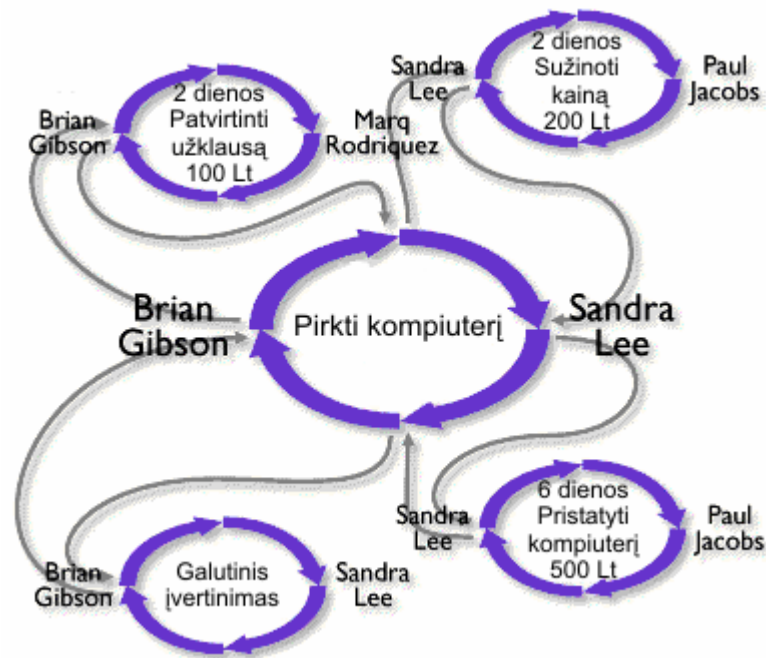 2 dienos
Patvirtinti
užklausą
100 Lt
Brian
Gibson
Marq
Rodriquez
2 dienos
Sužinoti
kainą
200 Lt
Sandra
Lee
Paul
Jacobs
Brian
Gibson
Pirkti kompiuterį
Sandra
Lee
Brian
Gibson
Galutinis
įvertinimas
Sandra
Lee
Sandra
Lee
6 dienos
Pristatyti
kompiuterį
500 Lt
Paul
Jacobs